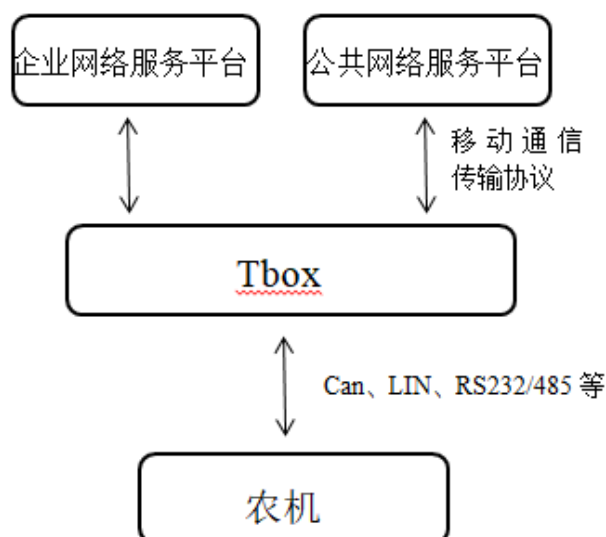 企业网络服务平台
公共网络服务平台
移动通信
传输协议
Tbox
Can、LIN、RS232/485 等
农机